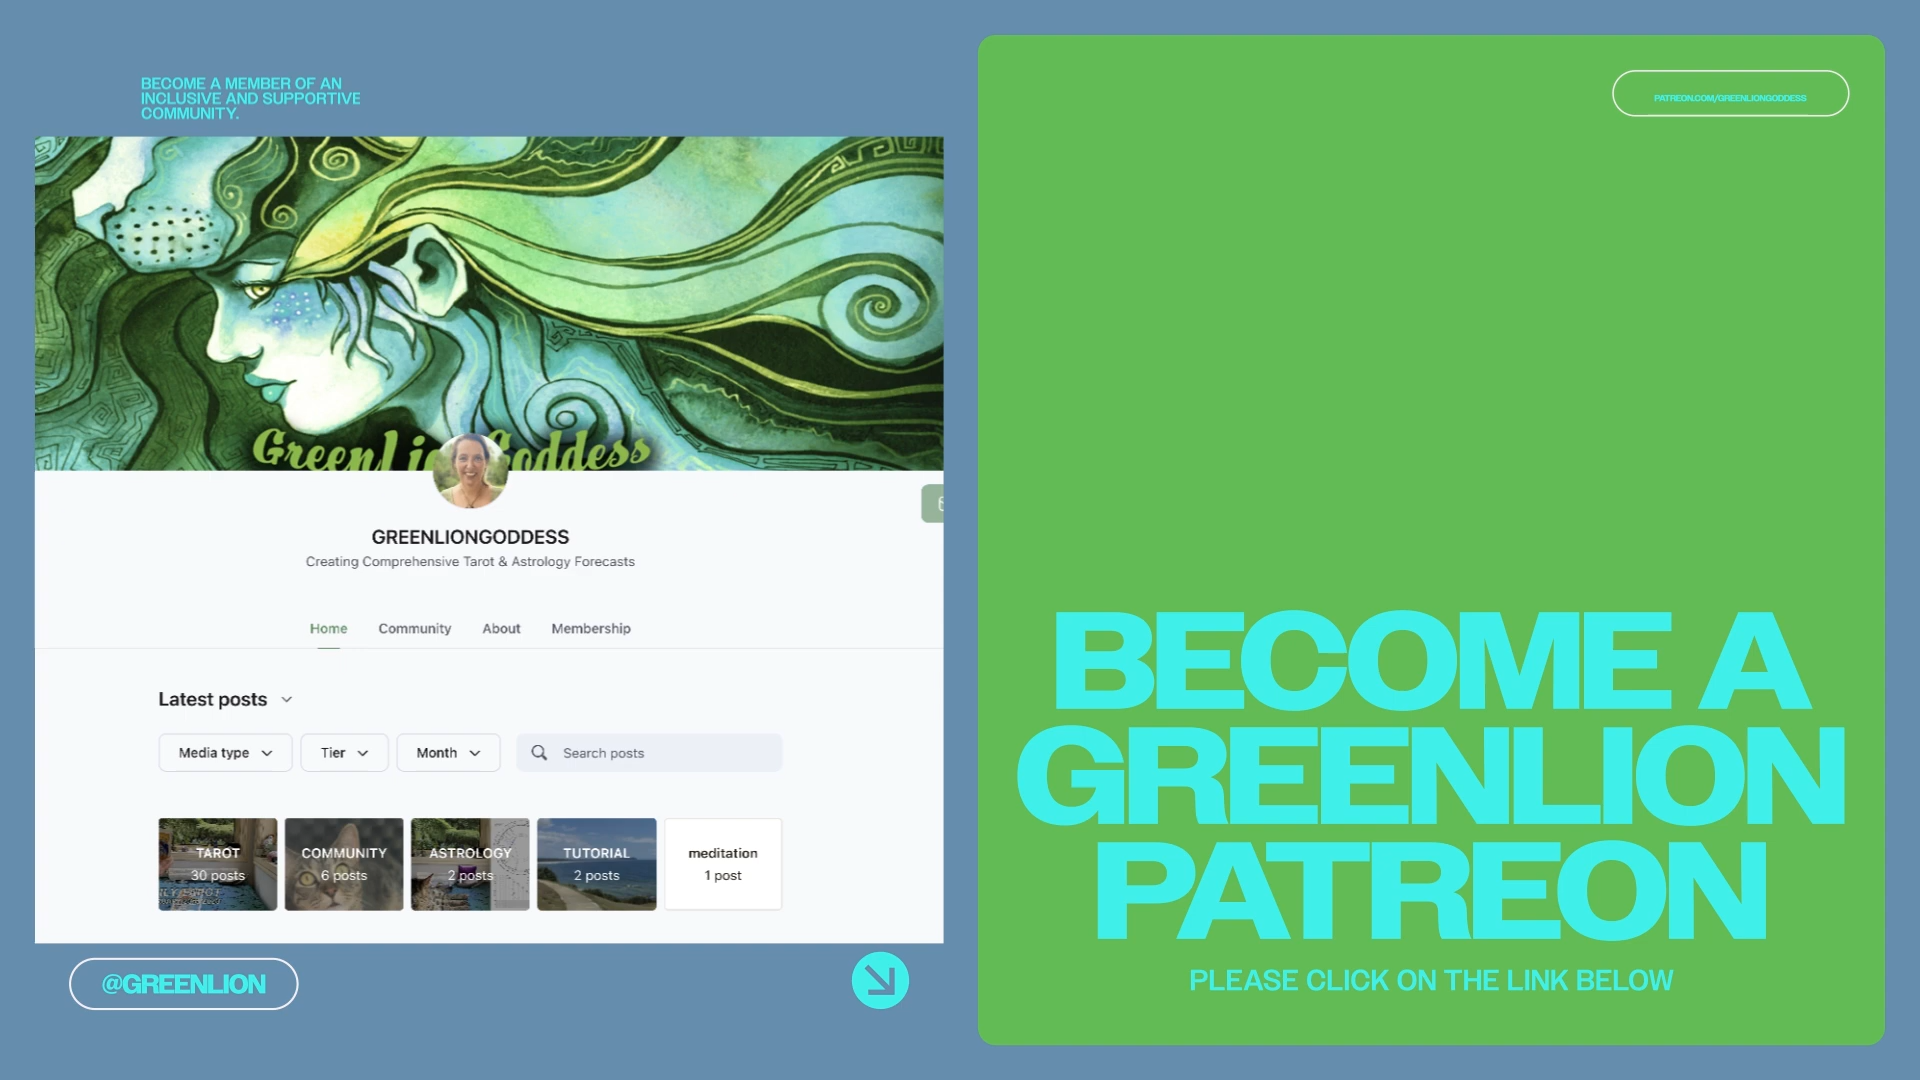 BECOME A MEMBER OF AN
INCLUSIVE AND SUPPORTIVE
COMMUNITY.
GREENLIONGODDESS
Creating Comprehensive Tarot & Astrology Forecasts
Home Community About Membership
Latest posts
Media type Tier Month Search posts
TAROT COMMUNITY ASTROLOGY TUTORIAL meditation
30 posts 6 posts 2 posts 2 posts 1 post
@GREENLION
PATREON.COM/GREENLIONGODDESS
BECOME A
GREENLION
PATREON
PLEASE CLICK ON THE LINK BELOW